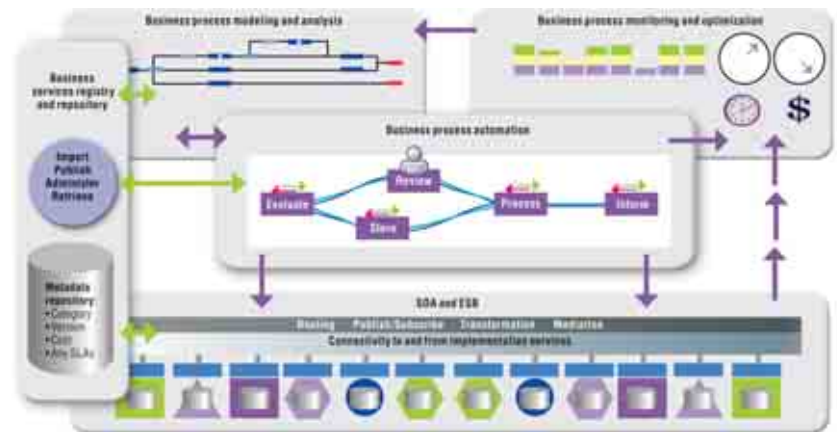 Business process modeling and analysis
Business process monitoring and optimization
Business
services registry
and repository
Import
Publish
Administer
Retrieve
Metadata
repository:
•Category
•Version
•Cost
•Any SLAs
Business process automation
Evaluate
Review
Store
Process
Inform
$
SOA and ESB
Routing Publish/Subscribe Transformation Mediation
Connectivity to and from implementation services